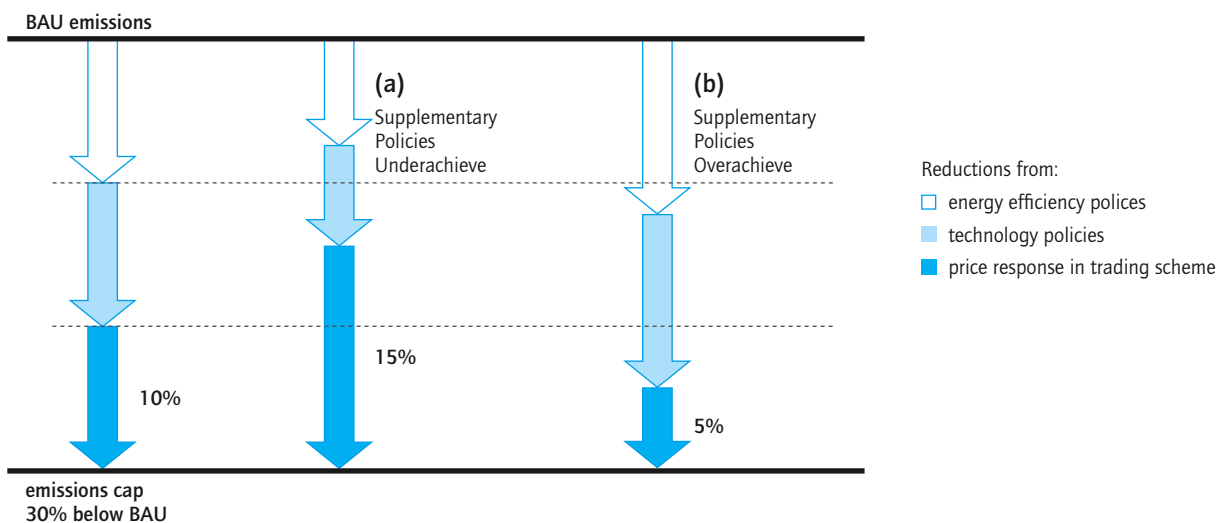 BAU emissions
(a)
Supplementary
Policies
Underachieve
(b)
Supplementary
Policies
Overachieve
Reductions from:
energy efficiency polices
technology policies
price response in trading scheme
10%
15%
5%
emissions cap
30% below BAU